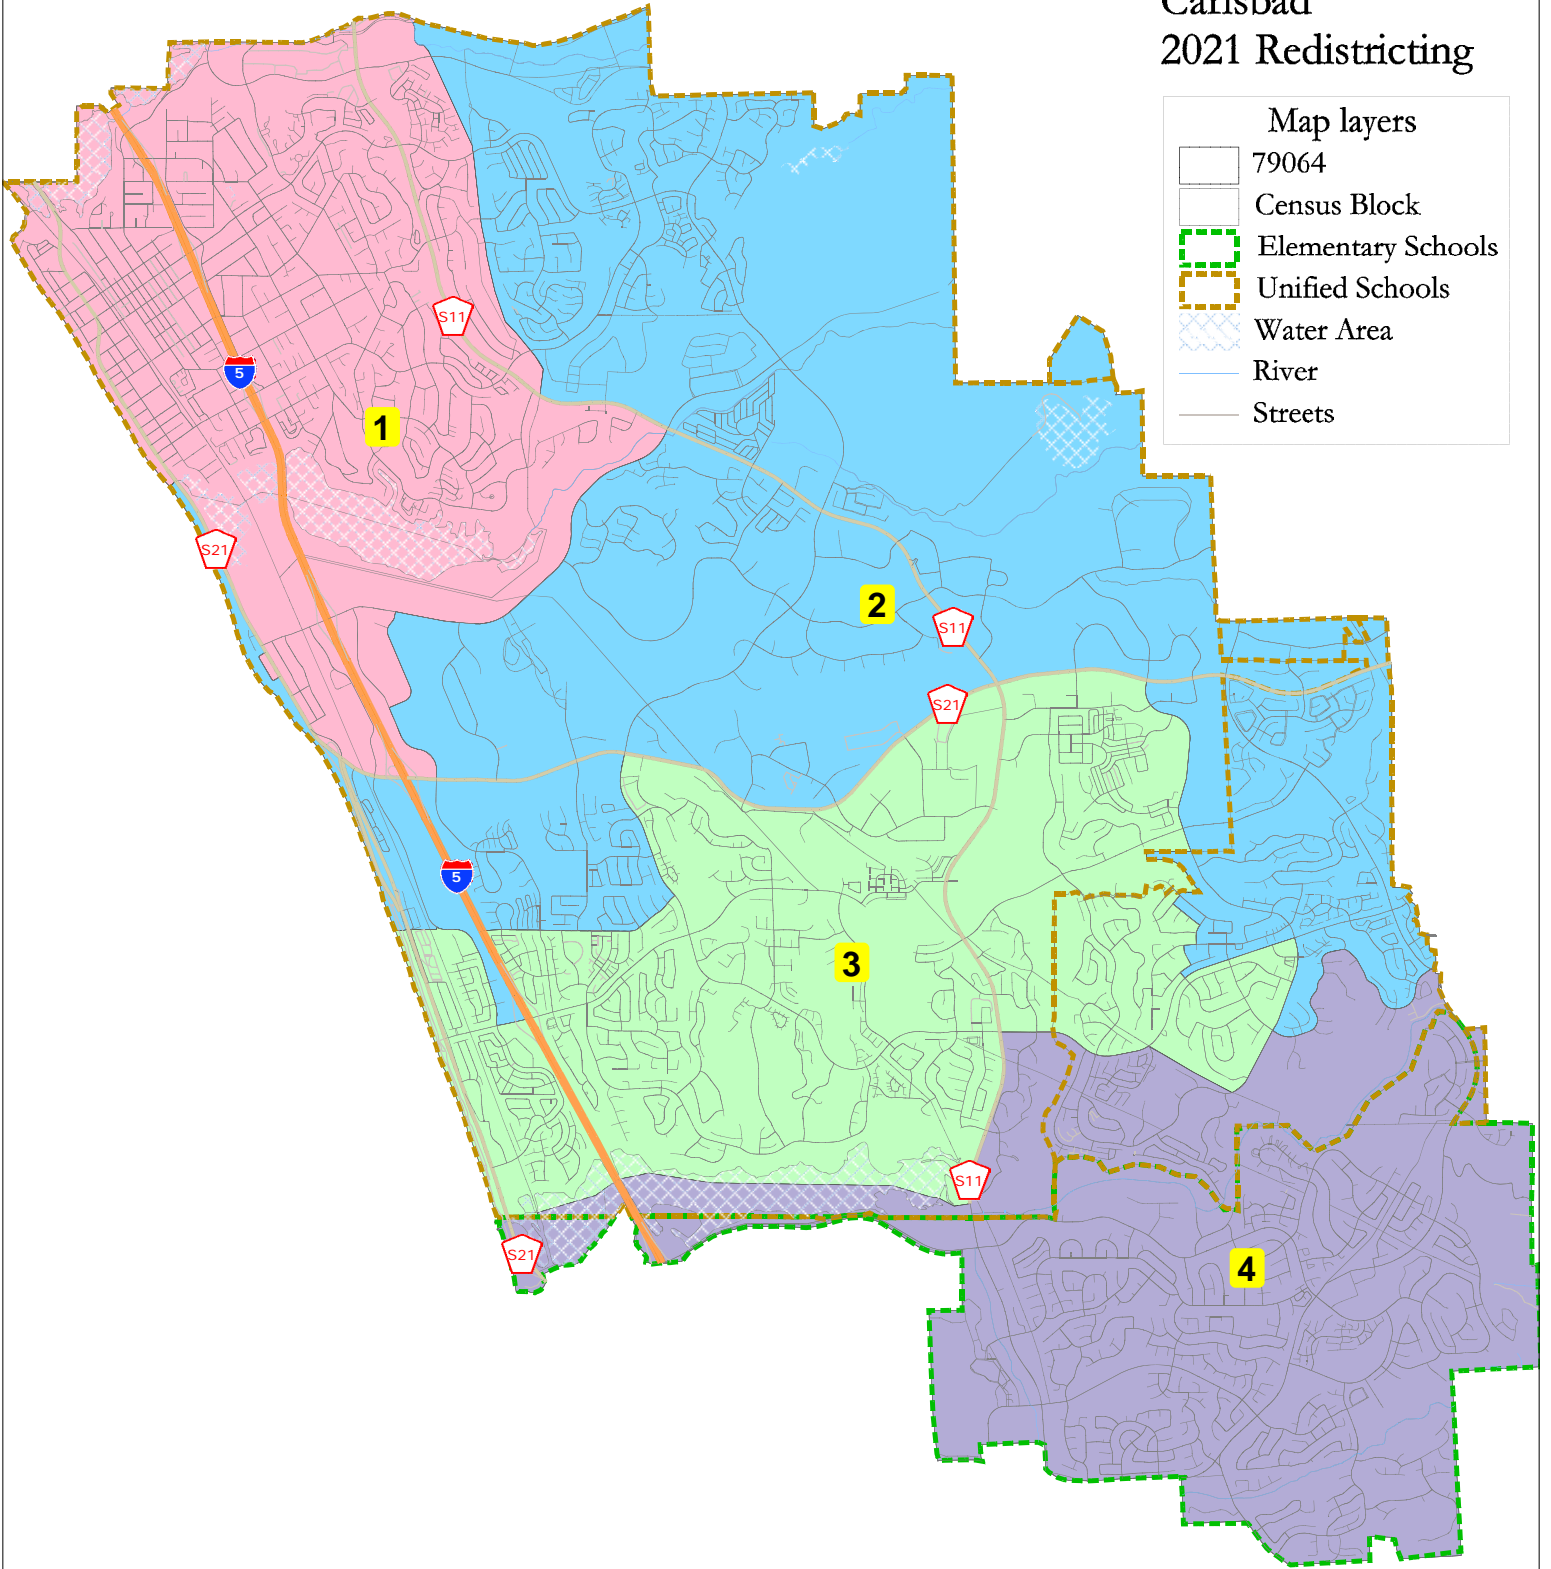 Carlsbad
2021 Redistricting
Map layers
79064
Census Block
Elementary Schools
Unified Schools
Water Area
River
Streets
S11
5
1
S21
2
S11
S21
5
3
S11
S21
4